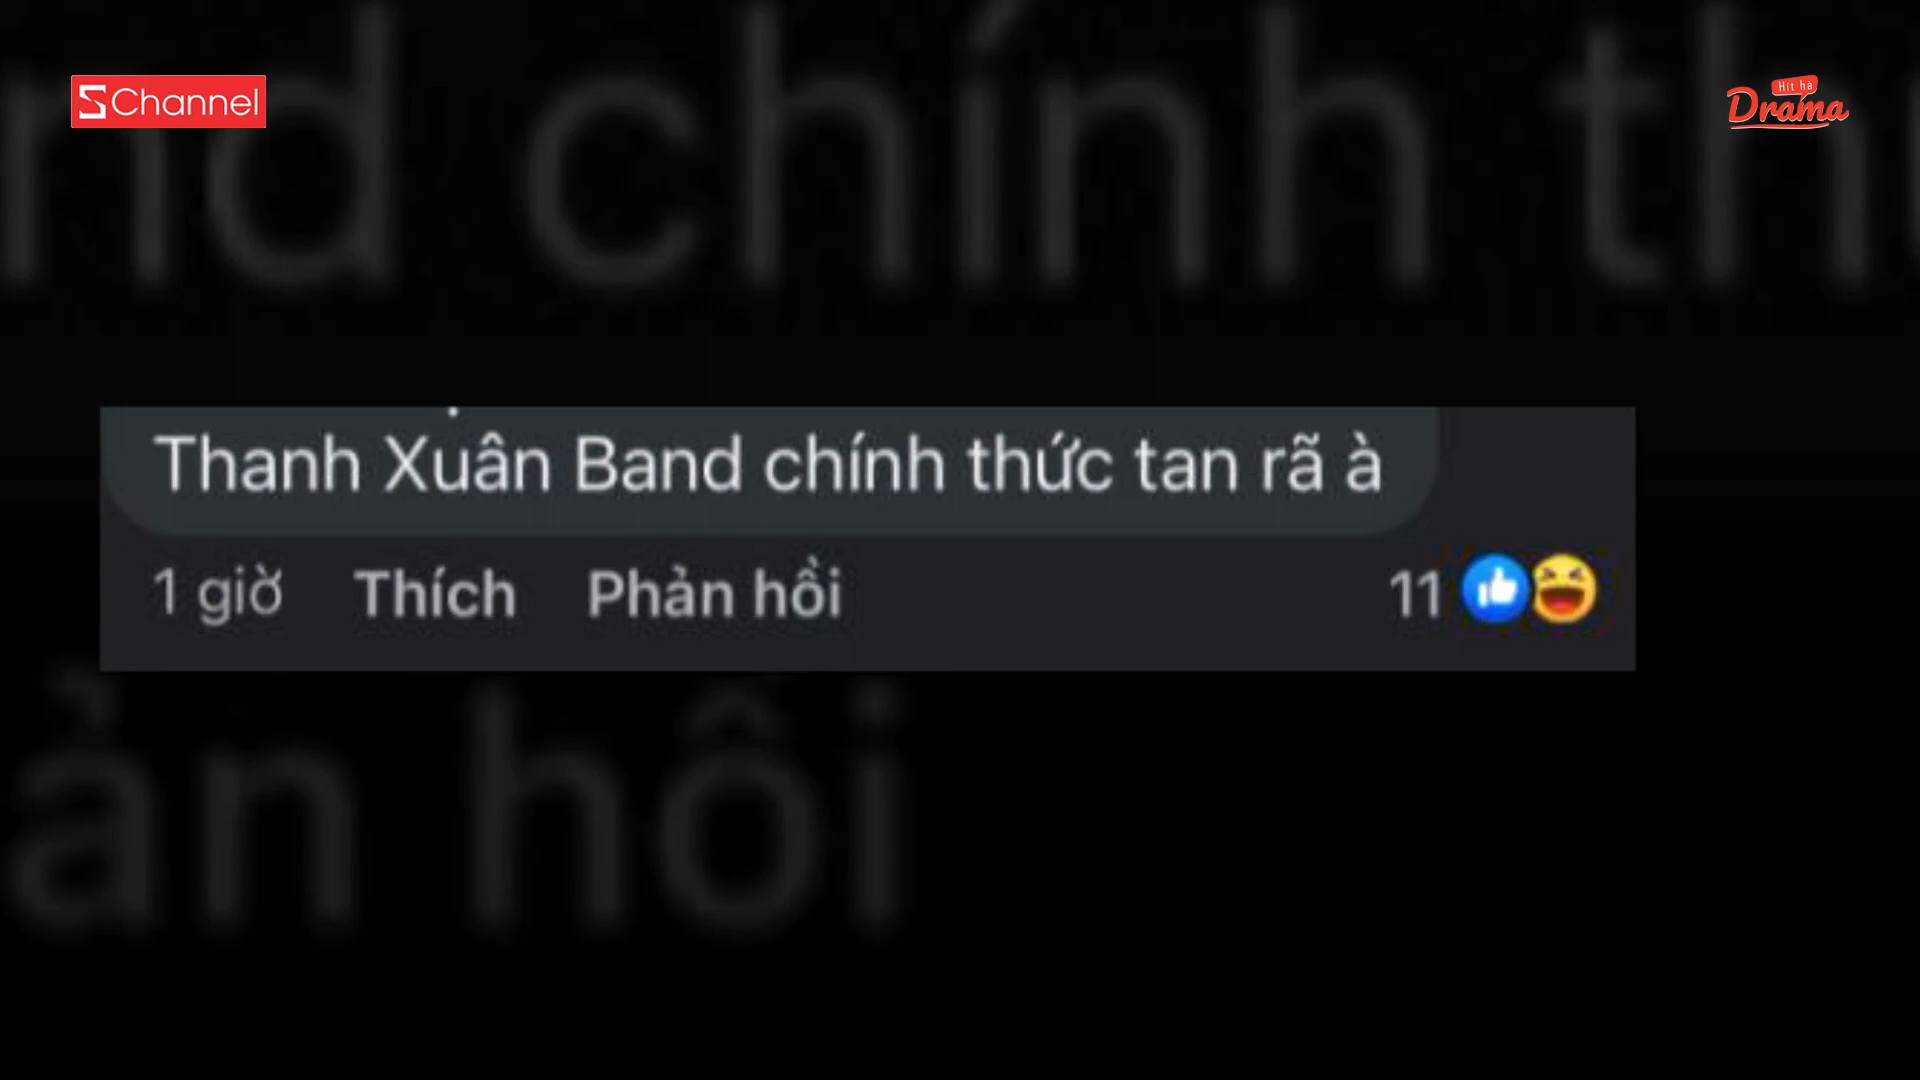 SChannel
Hít hà
Drama
Thanh Xuân Band chính thức tan rã à
1 giờ Thích Phản hồi 11